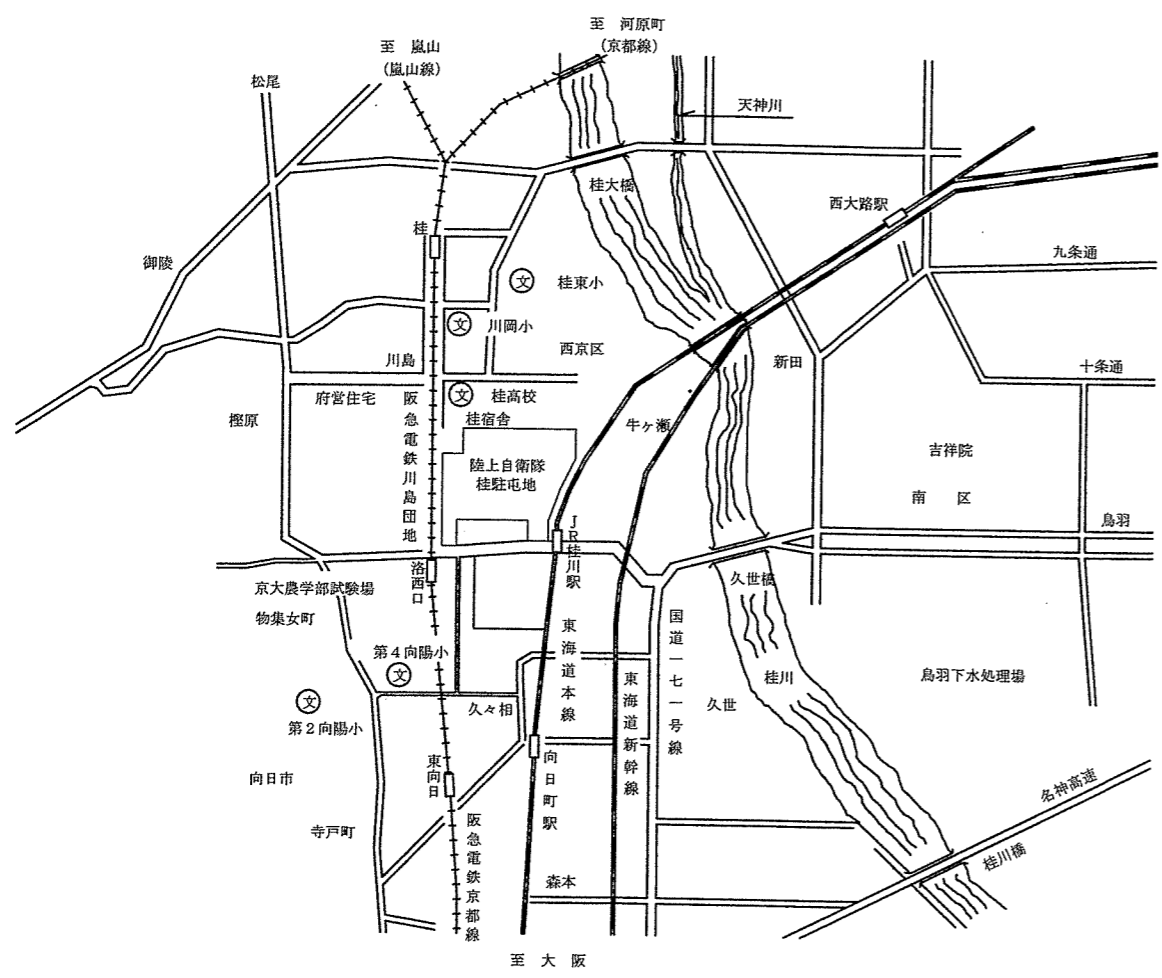 至 河原町
(京都線)
至 嵐山
(嵐山線)
松尾
天神川
桂大橋
西大路駅
桂
御陵
文
桂東小
九条通
文
川岡小
西京区
川島
新田
十条通
府営住宅
文
桂高校
桂宿舎
樫原
阪急電鉄川島団地
牛ヶ瀬
吉祥院
陸上自衛隊
桂駐屯地
南区
鳥羽
JR桂川駅
洛西口
久世橋
京大農学部試験場
物集女町
東海道本線
国道一七一号線
第4向陽小
文
桂川
鳥羽下水処理場
東海道新幹線
久世
文
第2向陽小
久々相
東向日
向日町駅
向日市
名神高速
寺戸町
阪急電鉄京都線
桂川橋
森本
至大阪